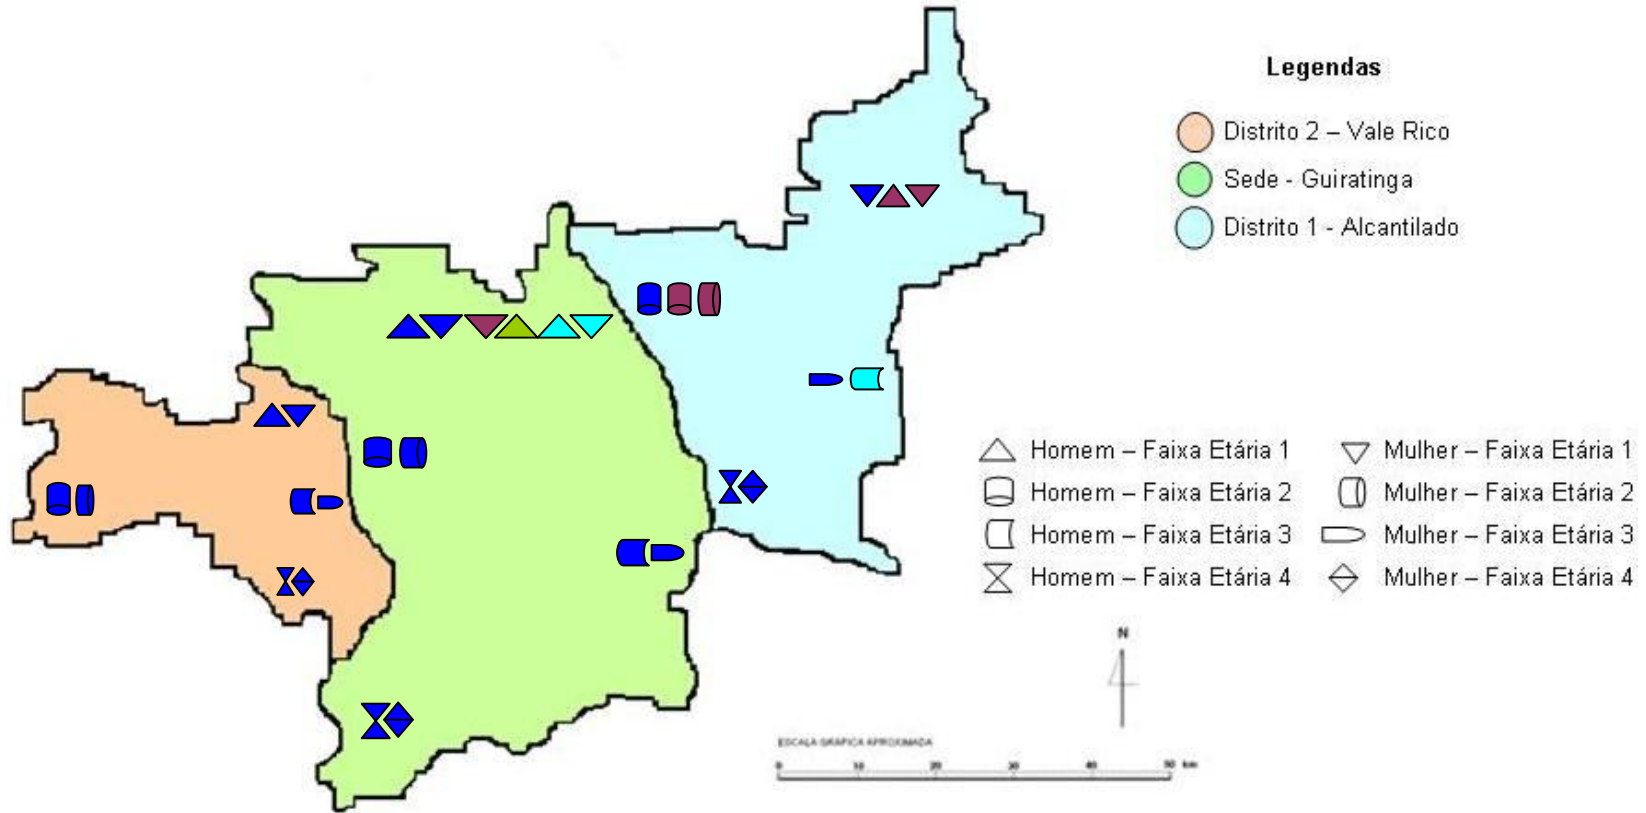 Legendas
Distrito 2 – Vale Rico
Sede - Guiratinga
Distrito 1 - Alcantilado
Homem – Faixa Etária 1
Mulher – Faixa Etária 1
Homem – Faixa Etária 2
Mulher – Faixa Etária 2
Homem – Faixa Etária 3
Mulher – Faixa Etária 3
Homem – Faixa Etária 4
Mulher – Faixa Etária 4
N
ESCALA GRÁFICA APROXIMADA
0 10 20 30 40 50 km